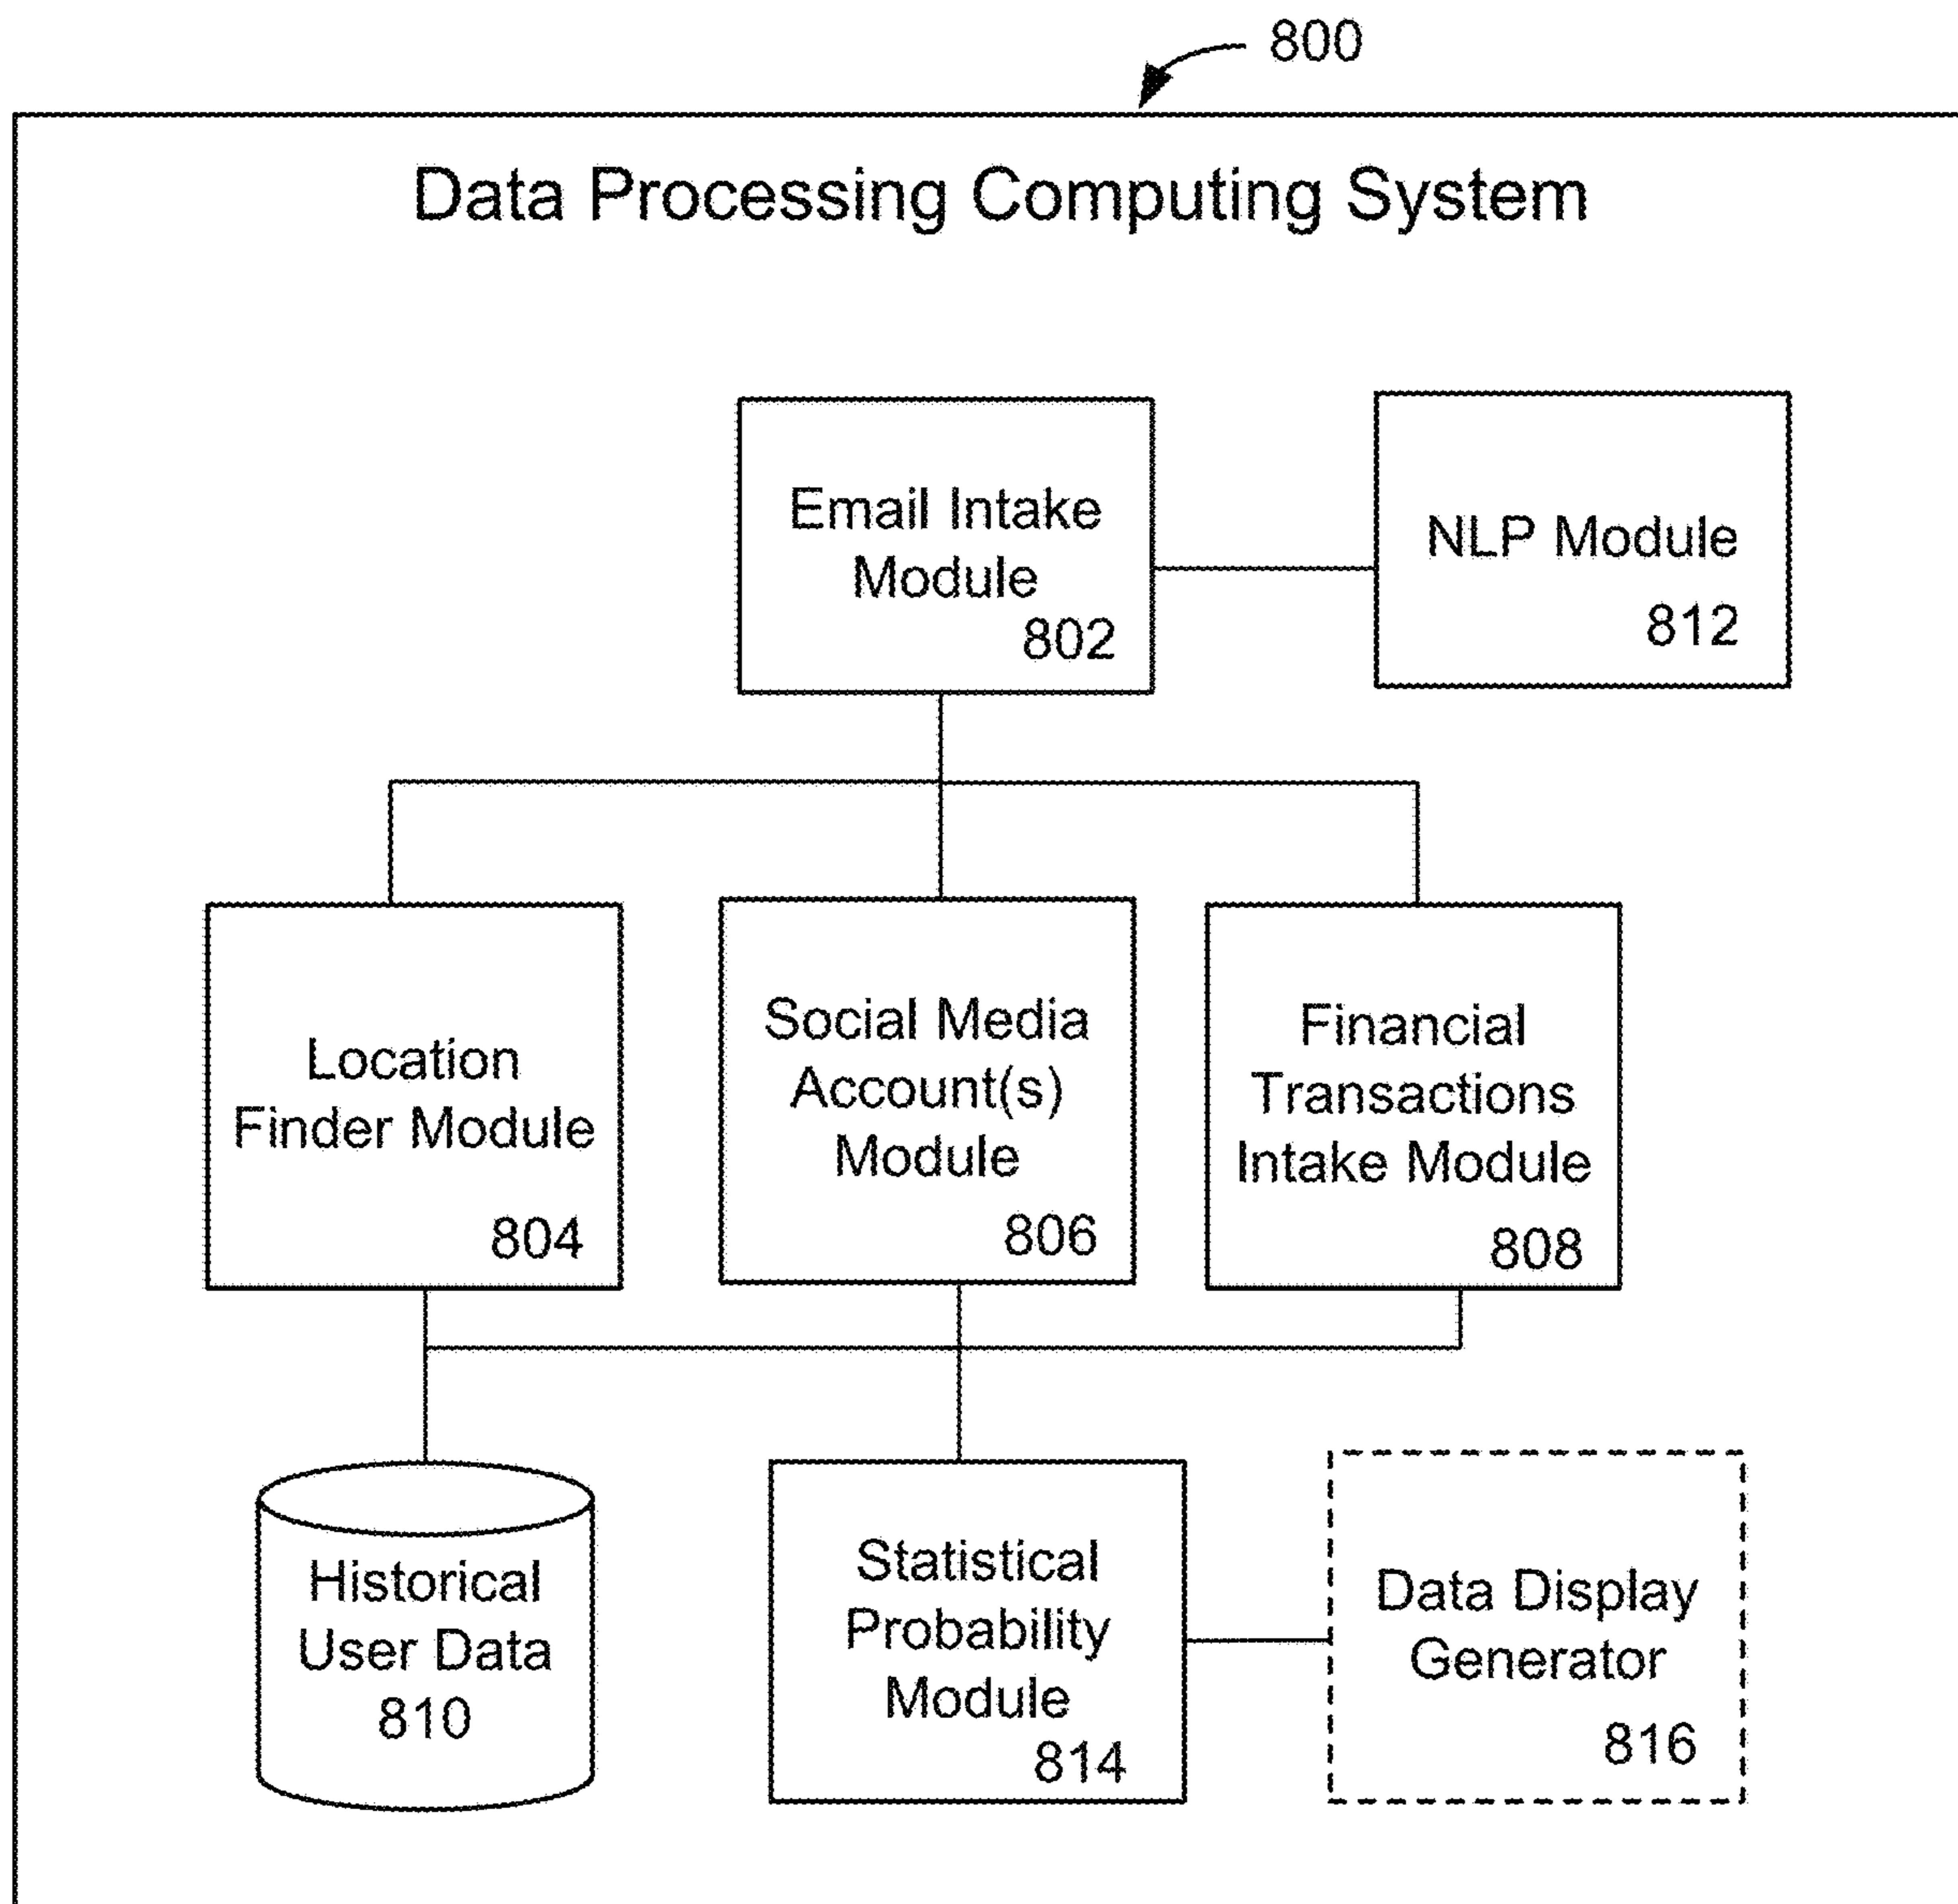 800
Data Processing Computing System
Email Intake
Module
802
NLP Module
812
Location
Finder Module
804
Social Media
Account(s)
Module
806
Financial
Transactions
Intake Module
808
Historical
User Data
810
Statistical
Probability
Module
814
Data Display
Generator
816